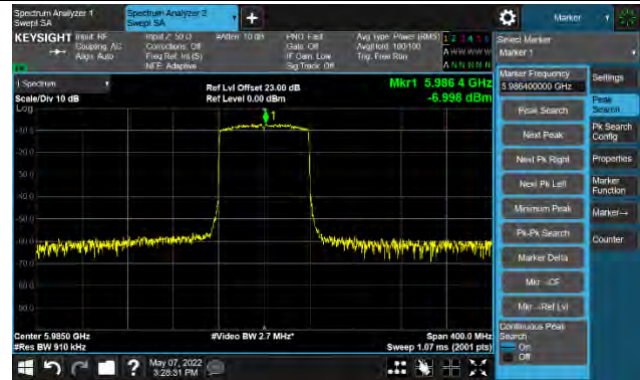 Spectrum Analyzer 1
Swept SA
Spectrum Analyzer 2
Swept SA
+
Marker
KEYSIGHT
Input: RF
Coupling: AC
Align: Auto
Input Z: 50 Ω
Corrections: Off
Freq Ref: Int (S)
NFE: Adaptive
#Atten: 10 dB
PNO: Fast
Gate: Off
IF Gain: Low
Sig Track: Off
Avg Type: Power (RMS)
Avg|Hold: 100/100
Trig: Free Run
1 2 3 4 5 6
A W W W W W
A N N N N N
Select Marker
Marker 1
1 Spectrum
Scale/Div 10 dB
Ref Lvl Offset 23.00 dB
Ref Level 0.00 dBm
Mkr1 5.986 4 GHz
-6.998 dBm
Log
1
-10.0
-20.0
-30.0
-40.0
-50.0
-60.0
-70.0
-80.0
-90.0
Center 5.9850 GHz
#Res BW 910 kHz
#Video BW 2.7 MHz*
Span 400.0 MHz
Sweep 1.07 ms (2001 pts)
Marker Frequency
5.986400000 GHz
Peak Search
Next Peak
Next Pk Right
Next Pk Left
Minimum Peak
Pk-Pk Search
Marker Delta
Mkr→CF
Mkr→Ref Lvl
Continuous Peak
Search
On
Off
Settings
Peak
Search
Pk Search
Config
Properties
Marker
Function
Marker→
Counter
?
May 07, 2022
3:28:31 PM